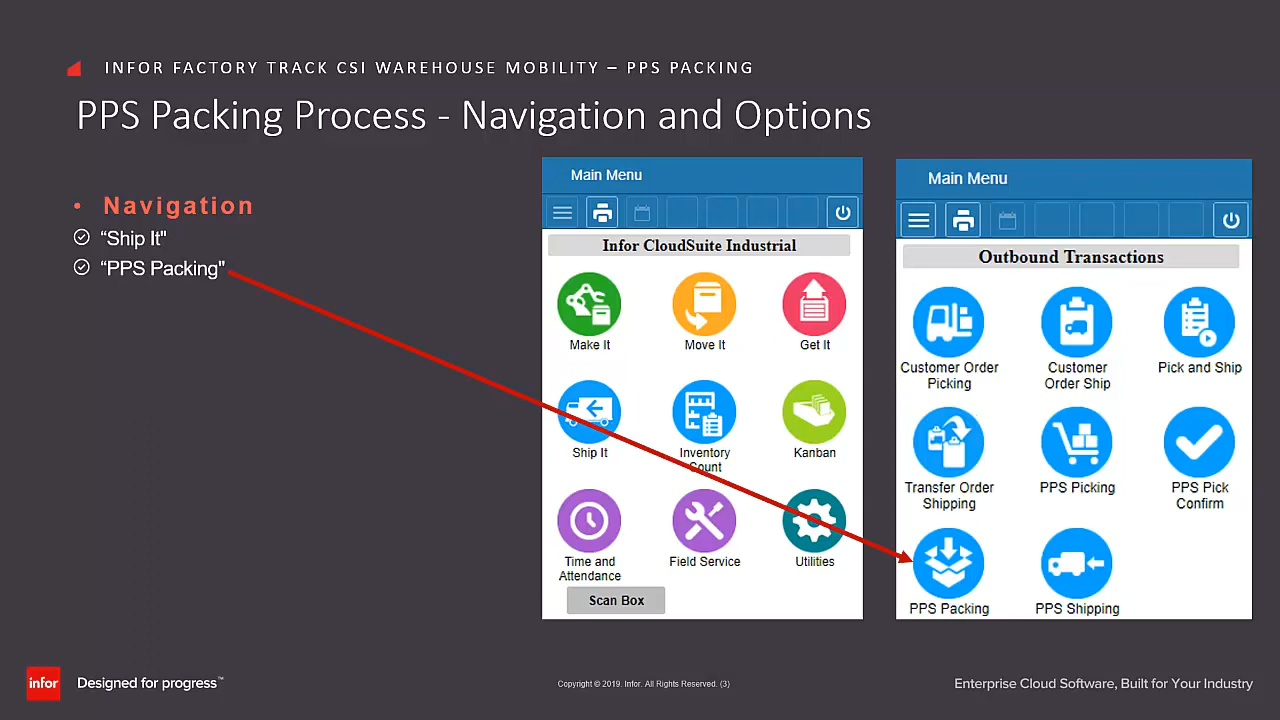 INFOR FACTORY TRACK CSI WAREHOUSE MOBILITY – PPS PACKING
PPS Packing Process - Navigation and Options
• Navigation
“Ship It"
“PPS Packing"
Main Menu
Infor CloudSuite Industrial
Make It
Move It
Get It
Ship It
Inventory
Count
Kanban
Time and
Attendance
Field Service
Utilities
Scan Box
Main Menu
Outbound Transactions
Customer Order
Picking
Customer
Order Ship
Pick and Ship
Transfer Order
Shipping
PPS Picking
PPS Pick
Confirm
PPS Packing
PPS Shipping
infor
Designed for progress™
Copyright © 2019. Infor. All Rights Reserved. (3)
Enterprise Cloud Software, Built for Your Industry